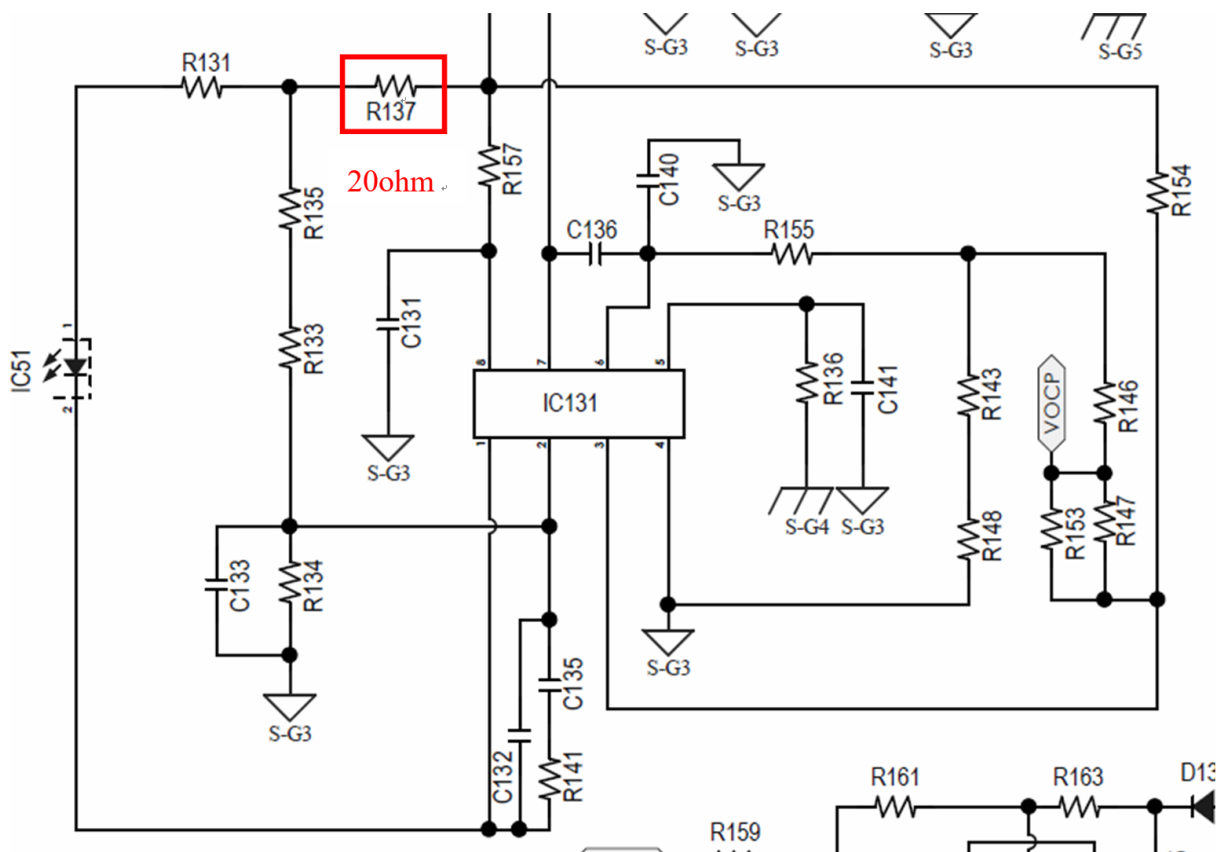 S-G3
S-G3
S-G3
S-G5
R131
R137
20ohm
R157
C140
S-G3
R154
R135
C136
R155
C131
R133
IC51
1
2
8
7
6
5
IC131
1
2
3
4
R136
C141
R143
VOCP
R146
S-G3
S-G4
S-G3
R148
R153
R147
C133
R134
S-G3
S-G3
C135
C132
R141
R161
R163
D13
R159